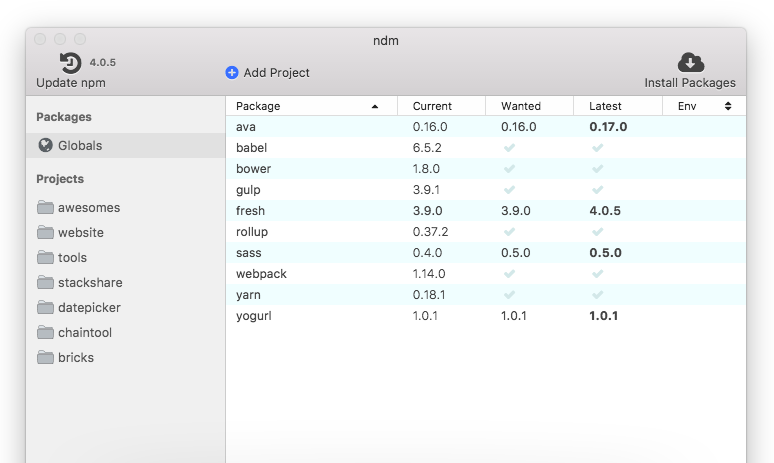 ndm
4.0.5
Update npm
Add Project
Install Packages
Packages
Globals
Projects
awesomes
website
tools
stackshare
datepicker
chaintool
bricks
Package Current Wanted Latest Env
ava 0.16.0 0.16.0 0.17.0
babel 6.5.2
bower 1.8.0
gulp 3.9.1
fresh 3.9.0 3.9.0 4.0.5
rollup 0.37.2
sass 0.4.0 0.5.0 0.5.0
webpack 1.14.0
yarn 0.18.1
yogurl 1.0.1 1.0.1 1.0.1